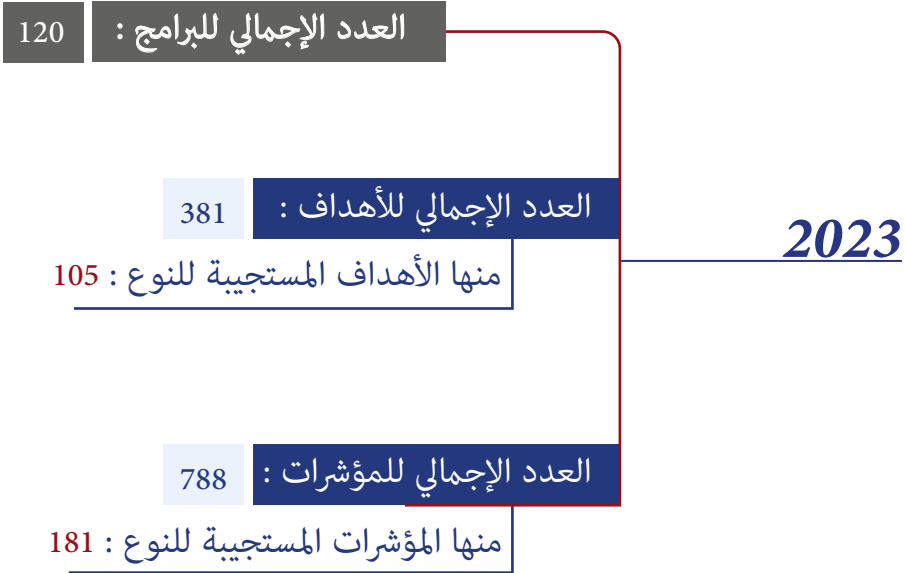 العدد الإجمالي للبرامج : 120
2023
العدد الإجمالي للأهداف : 381
منها الأهداف المستجيبة للنوع : 105
العدد الإجمالي للمؤشرات : 788
منها المؤشرات المستجيبة للنوع : 181